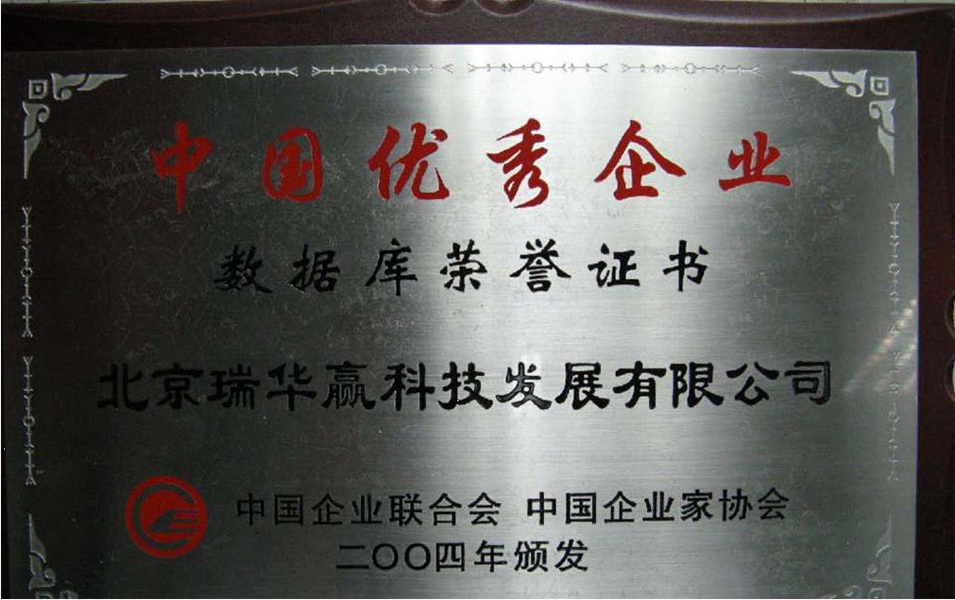 中国优秀企业
数据库荣誉证书
北京瑞华赢科技发展有限公司
中国企业联合会 中国企业家协会
二〇〇四年颁发